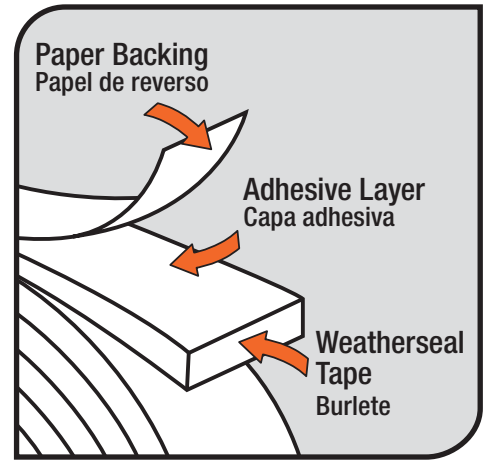 Paper Backing
Papel de reverso
Adhesive Layer
Capa adhesiva
Weatherseal
Tape
Burlete